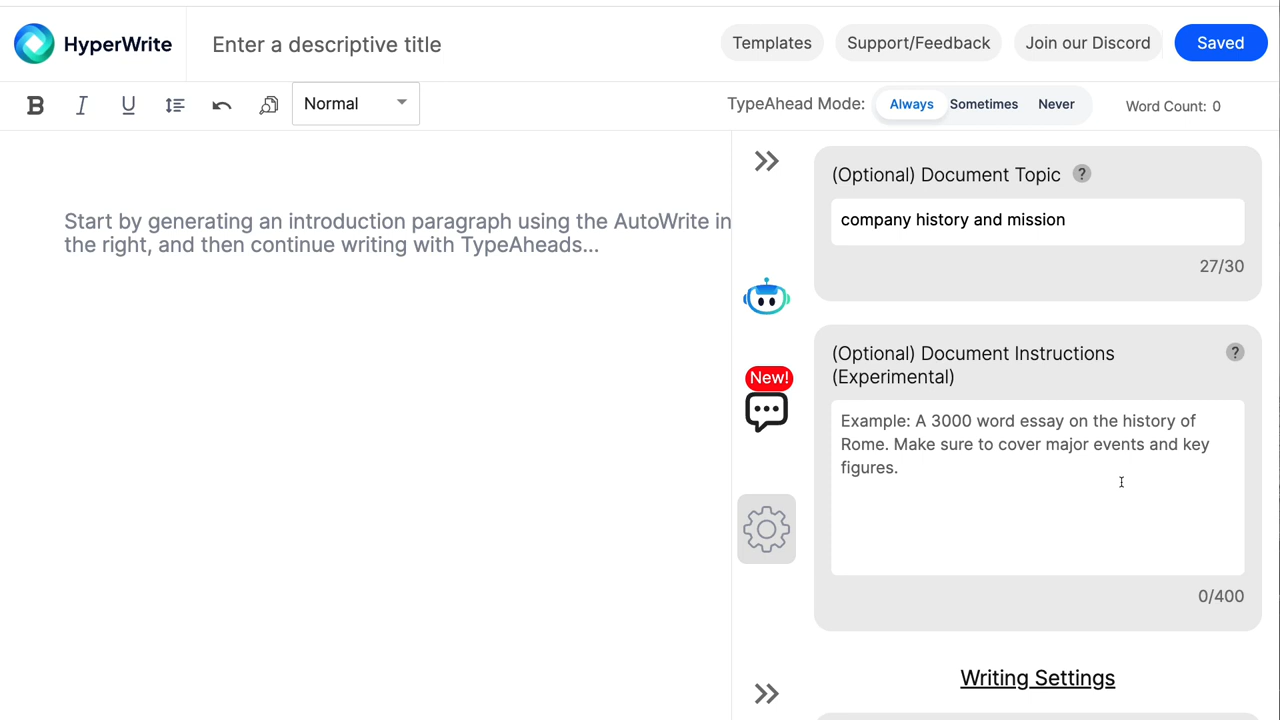 HyperWrite
Enter a descriptive title
Templates
Support/Feedback
Join our Discord
Saved
B I U
Normal
TypeAhead Mode:
Always
Sometimes
Never
Word Count: 0
Start by generating an introduction paragraph using the AutoWrite in
the right, and then continue writing with TypeAheads...
New!
(Optional) Document Topic ?
company history and mission
27/30
(Optional) Document Instructions ?
(Experimental)
Example: A 3000 word essay on the history of
Rome. Make sure to cover major events and key
figures.
0/400
Writing Settings